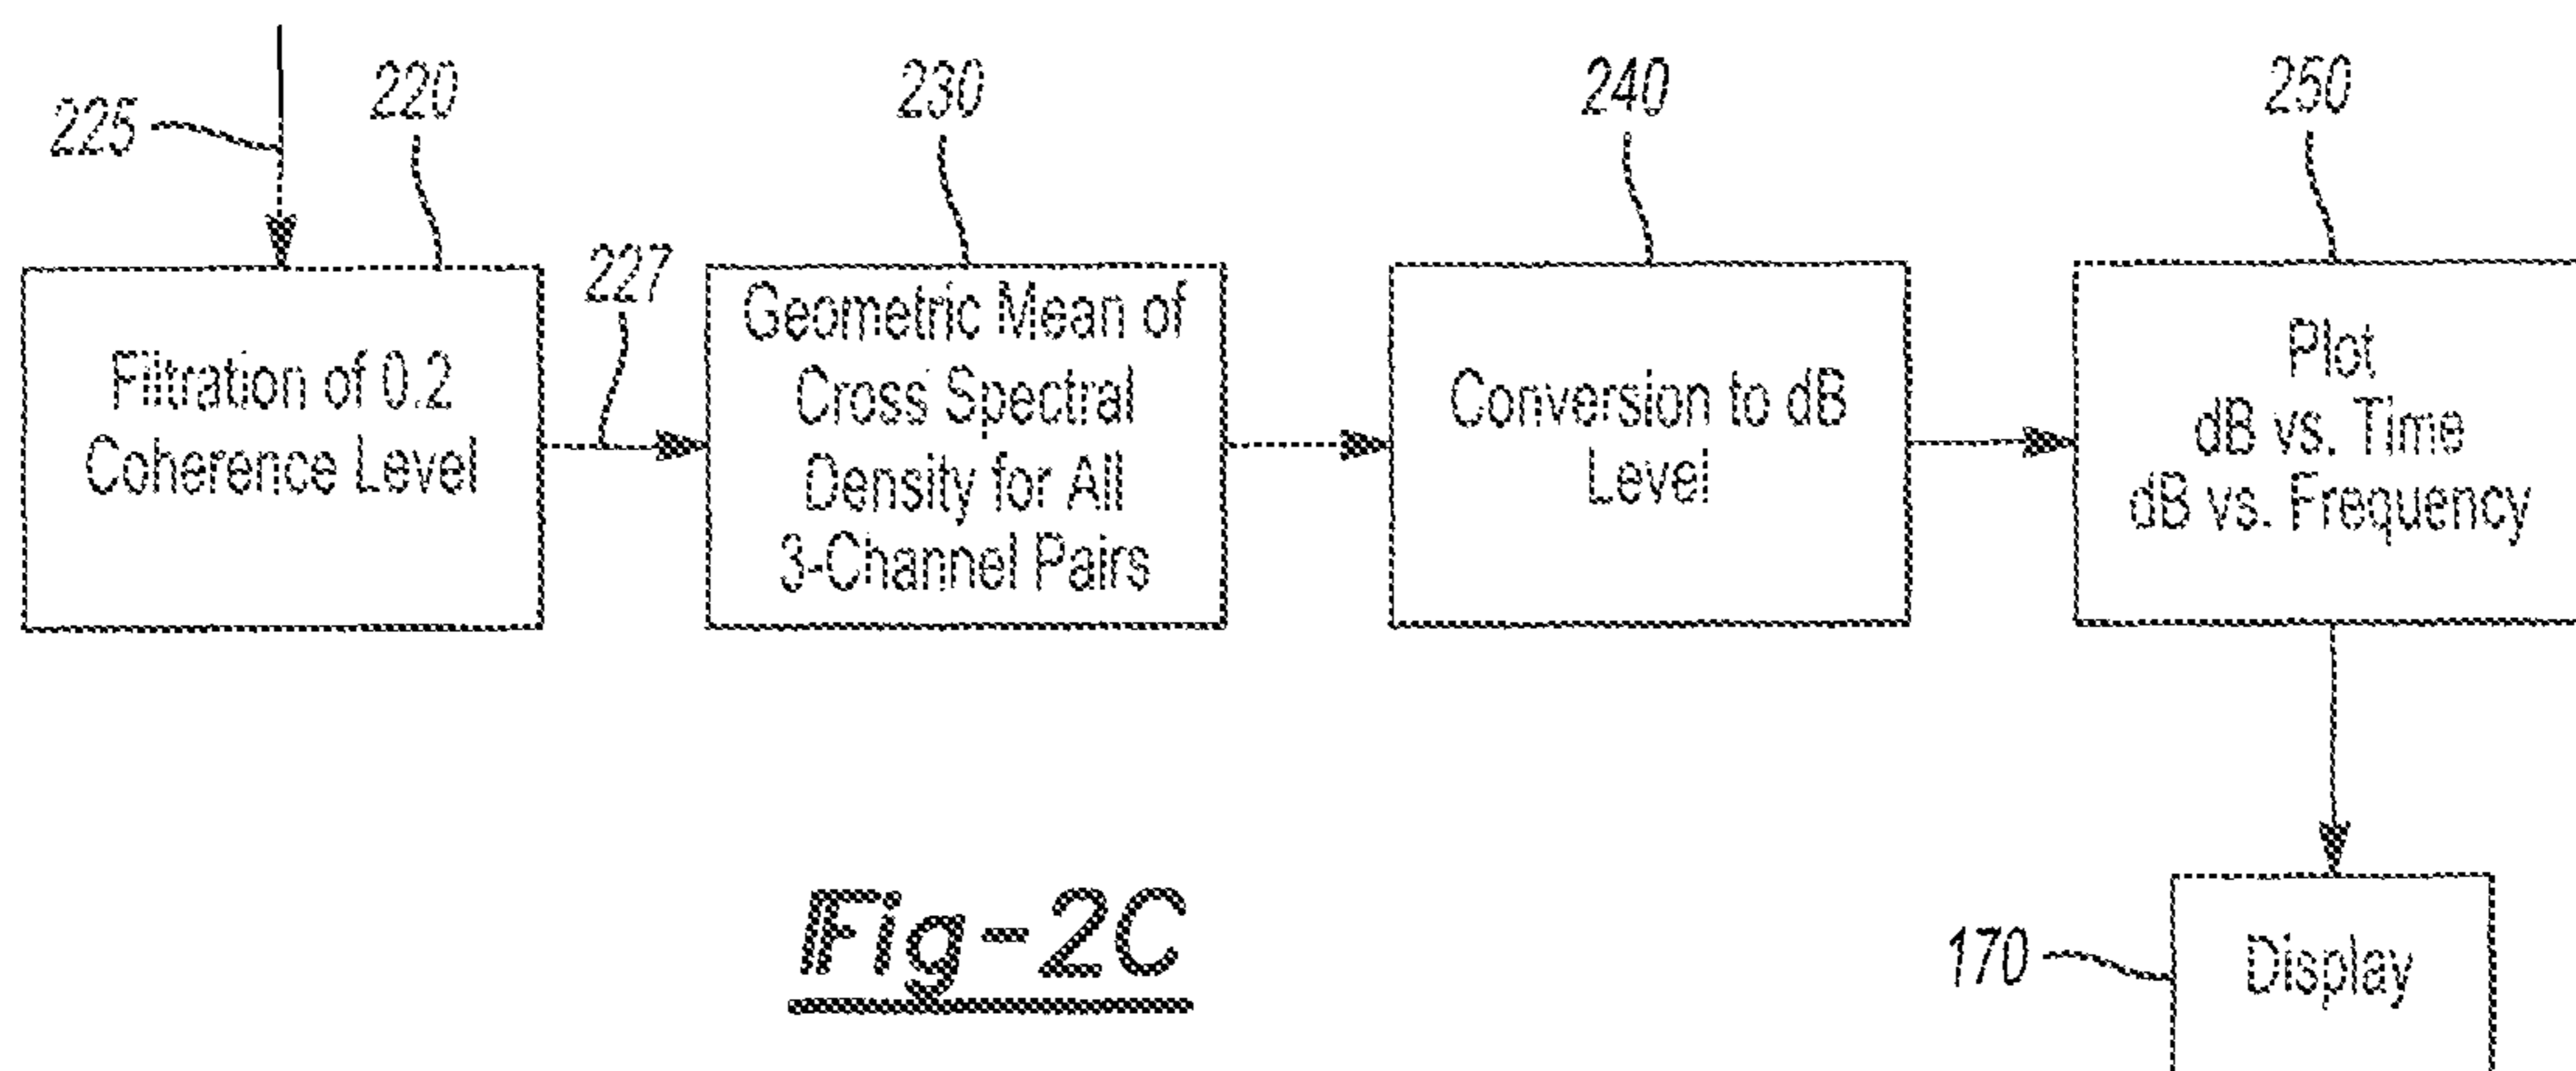 225
220
230
240
250
227
Filtration of 0.2
Coherence Level
Geometric Mean of
Cross Spectral
Density for All
3-Channel Pairs
Conversion to dB
Level
Plot
dB vs. Time
dB vs. Frequency
170
Display
Fig-2C